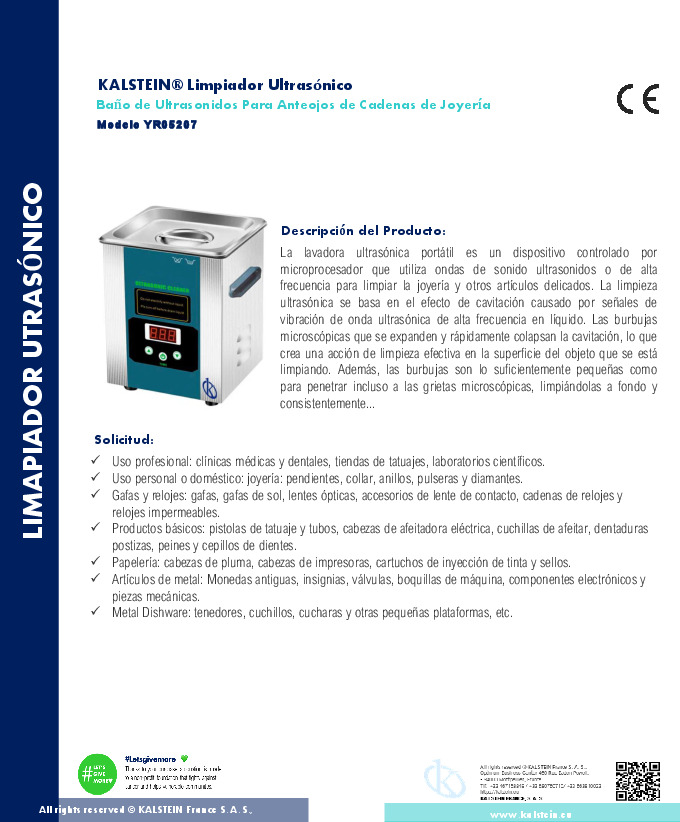 KALSTEIN® Limpiador Ultrasónico
Baño de Ultrasonidos Para Anteojos de Cadenas de Joyería
Modelo YR05207
CE
LIMAPIADOR UTRASÓNICO
ULTRASONIC CLEANER
Descripción del Producto:
La lavadora ultrasónica portátil es un dispositivo controlado por
microprocesador que utiliza ondas de sonido ultrasonidos o de alta
frecuencia para limpiar la joyería y otros artículos delicados. La limpieza
ultrasónica se basa en el efecto de cavitación causado por señales de
vibración de onda ultrasónica de alta frecuencia en líquido. Las burbujas
microscópicas que se expanden y rápidamente colapsan la cavitación, lo que
crea una acción de limpieza efectiva en la superficie del objeto que se está
limpiando. Además, las burbujas son lo suficientemente pequeñas como
para penetrar incluso a las grietas microscópicas, limpiándolas a fondo y
consistentemente...
Solicitud:
✓ Uso profesional: clínicas médicas y dentales, tiendas de tatuajes, laboratorios científicos.
✓ Uso personal o doméstico: joyería: pendientes, collar, anillos, pulseras y diamantes.
✓ Gafas y relojes: gafas, gafas de sol, lentes ópticas, accesorios de lente de contacto, cadenas de relojes y
relojes impermeables.
✓ Productos básicos: pistolas de tatuaje y tubos, cabezas de afeitadora eléctrica, cuchillas de afeitar, dentaduras
postizas, peines y cepillos de dientes.
✓ Papelería: cabezas de pluma, cabezas de impresoras, cartuchos de inyección de tinta y sellos.
✓ Artículos de metal: Monedas antiguas, insignias, válvulas, boquillas de máquina, componentes electrónicos y
piezas mecánicas.
✓ Metal Dishware: tenedores, cuchillos, cucharas y otras pequeñas plataformas, etc.
# LET'S
GIVE
MORE
#Letsgivemore
All rights reserved ® KALSTEIN France S. A. S.,
KALSTEIN FRANCE, S. A. S
All rights reserved © KALSTEIN France S. A. S.,
www.kalstein.eu